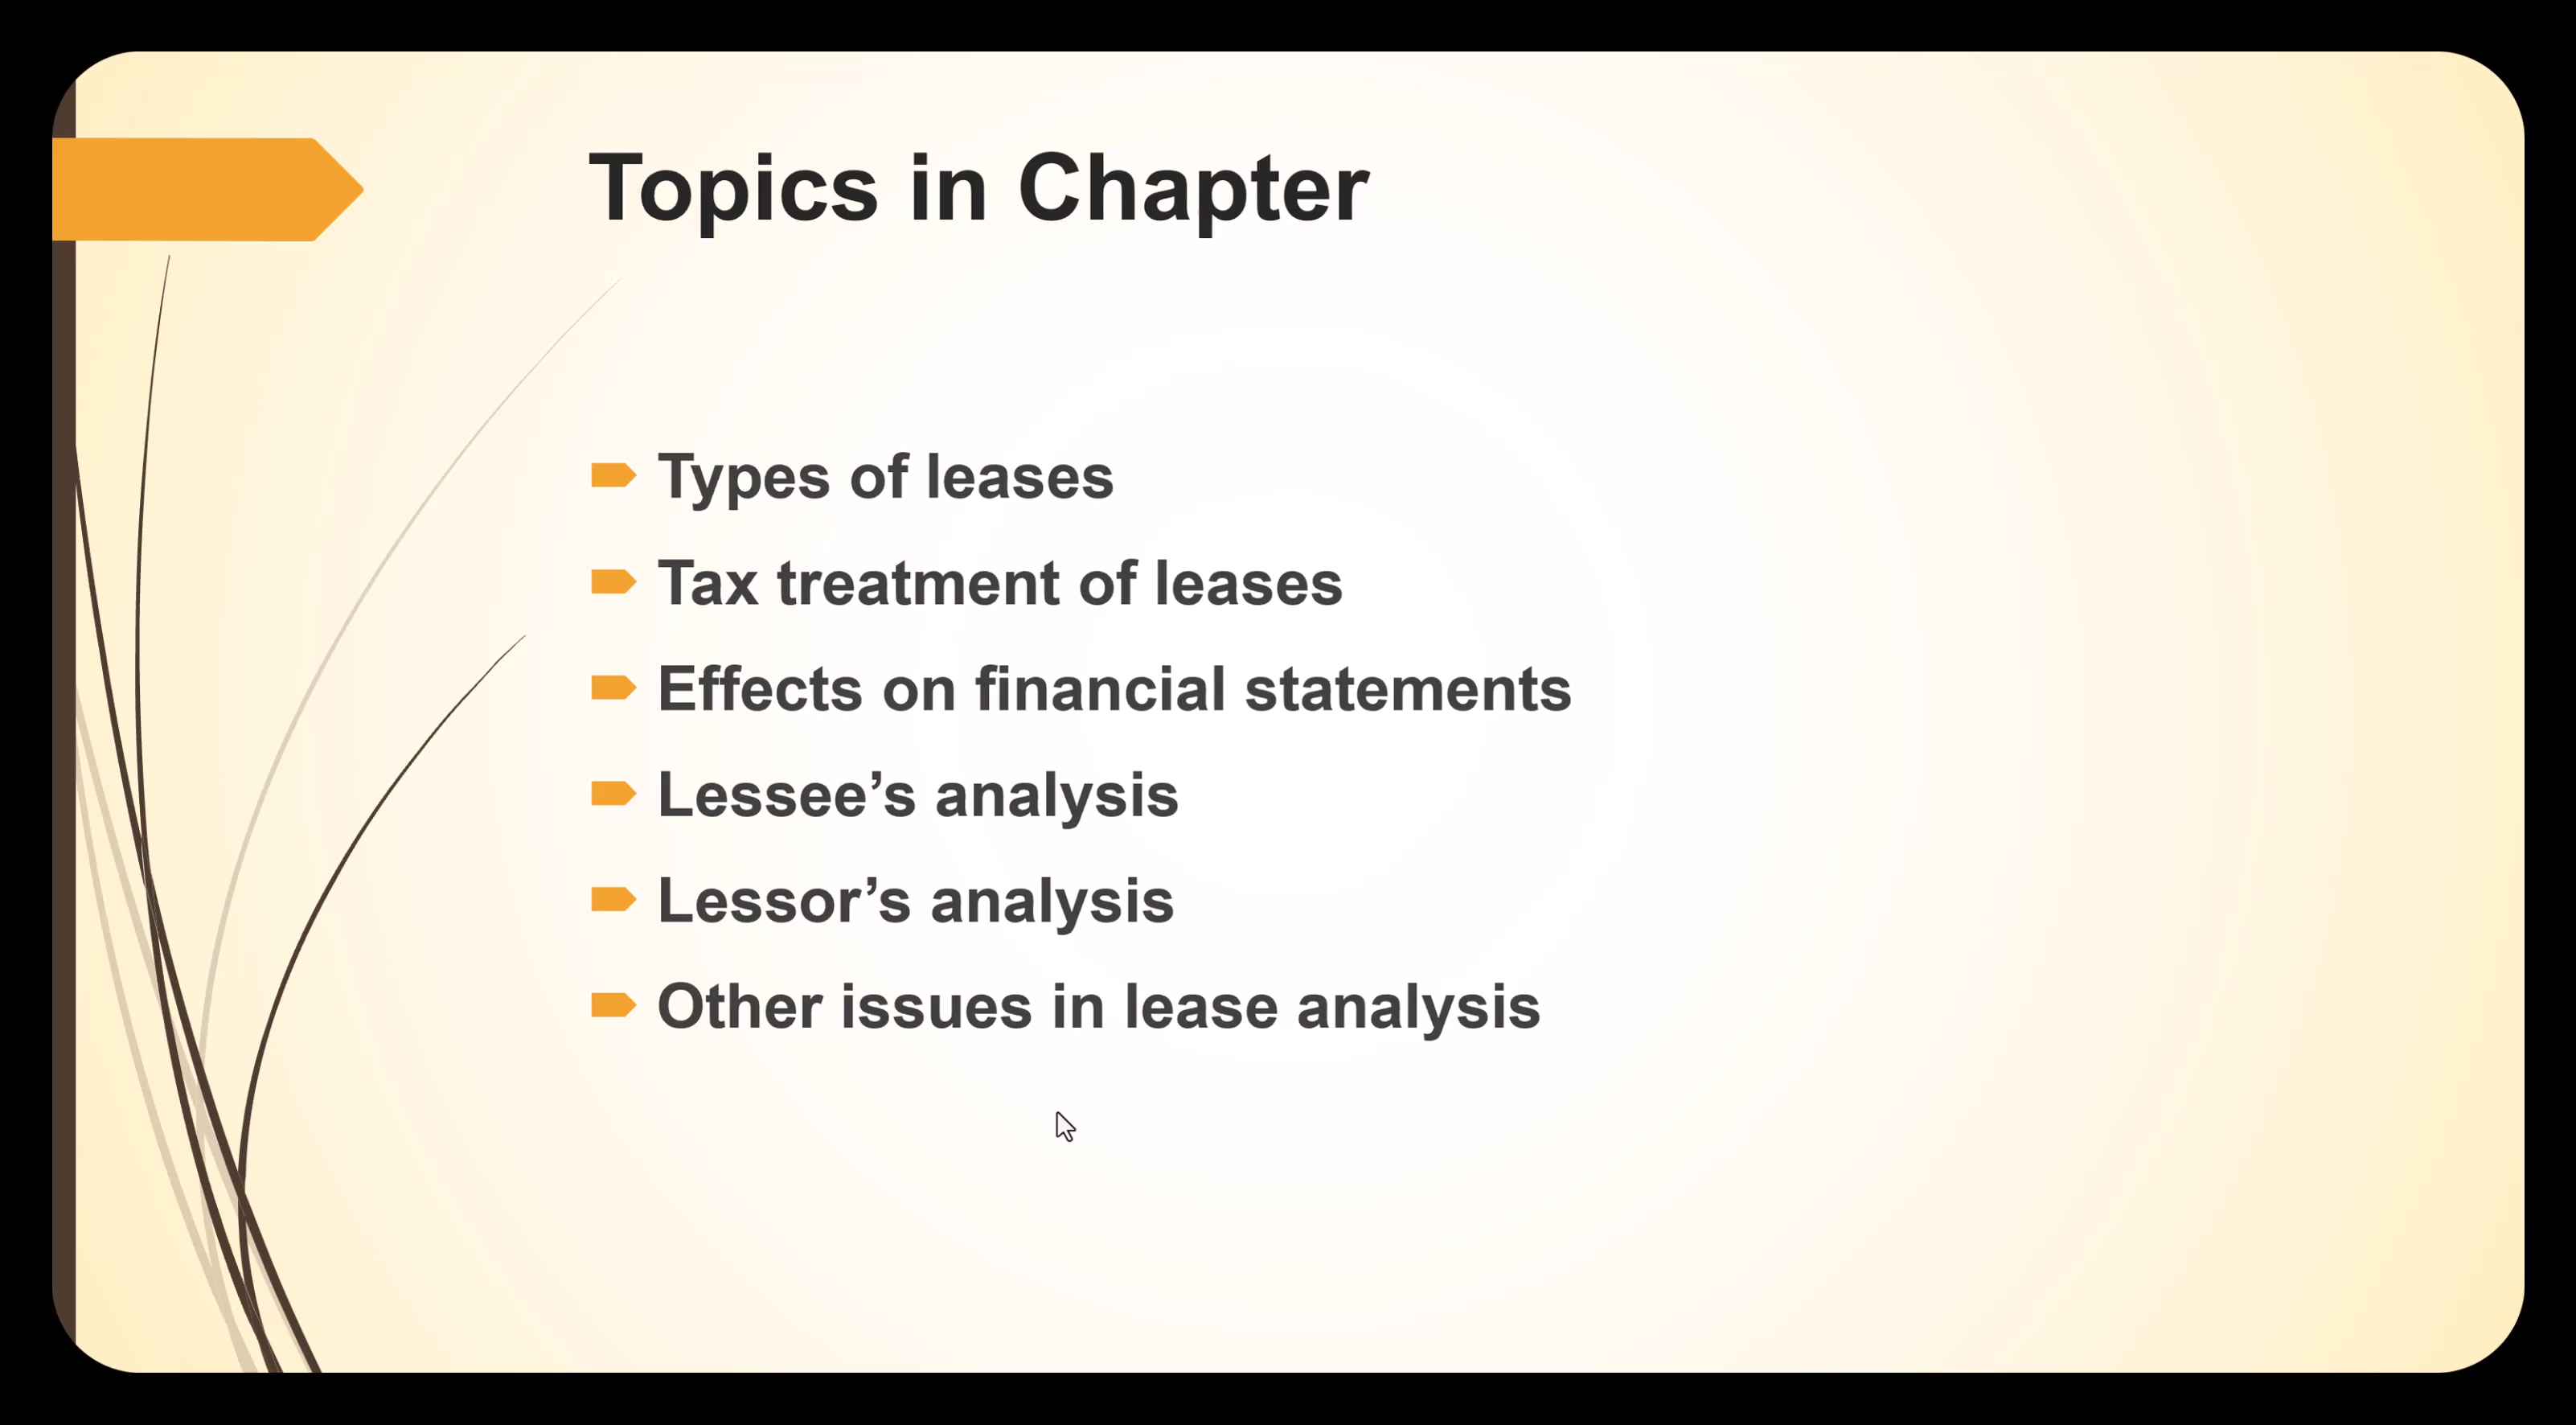 Topics in Chapter
Types of leases
Tax treatment of leases
Effects on financial statements
Lessee’s analysis
Lessor’s analysis
Other issues in lease analysis